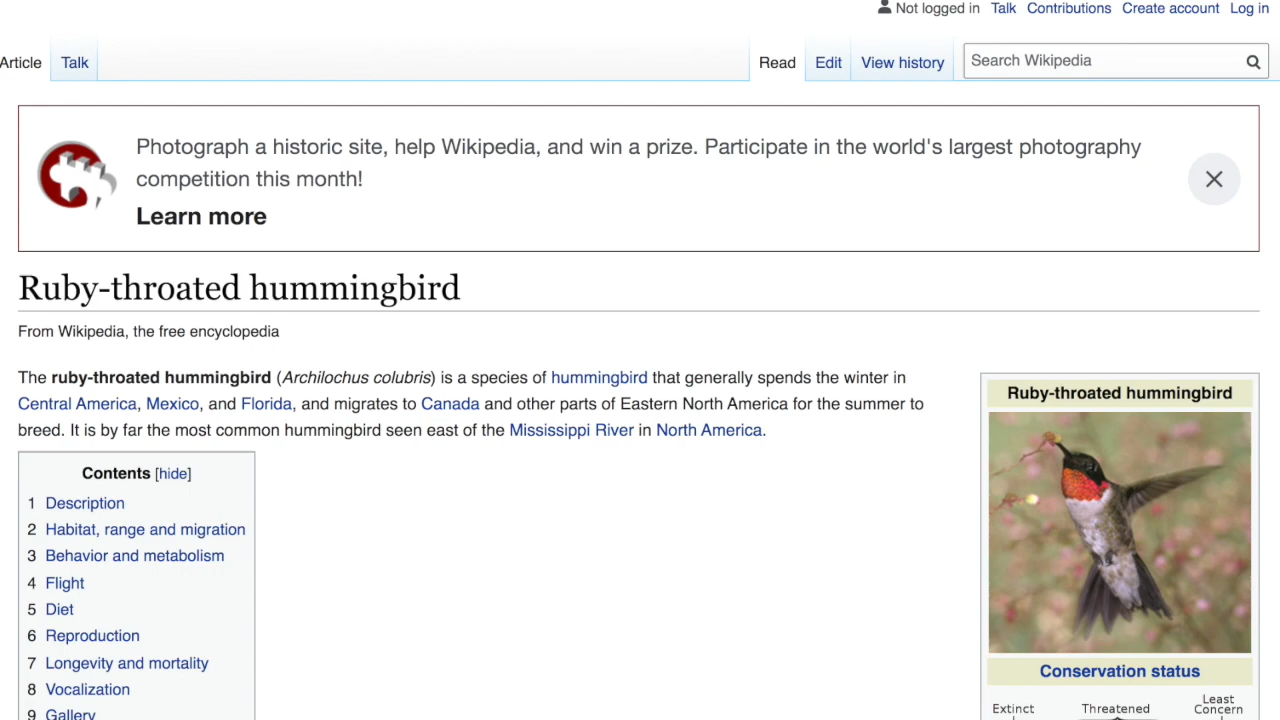 Not logged in Talk Contributions Create account Log in
Article Talk Read Edit View history Search Wikipedia
Photograph a historic site, help Wikipedia, and win a prize. Participate in the world's largest photography
competition this month!
Learn more
Ruby-throated hummingbird
From Wikipedia, the free encyclopedia
The ruby-throated hummingbird (Archilochus colubris) is a species of hummingbird that generally spends the winter in
Central America, Mexico, and Florida, and migrates to Canada and other parts of Eastern North America for the summer to
breed. It is by far the most common hummingbird seen east of the Mississippi River in North America.
Contents [hide]
1 Description
2 Habitat, range and migration
3 Behavior and metabolism
4 Flight
5 Diet
6 Reproduction
7 Longevity and mortality
8 Vocalization
9 Gallery
Ruby-throated hummingbird
Conservation status
Extinct Threatened Least
Concern